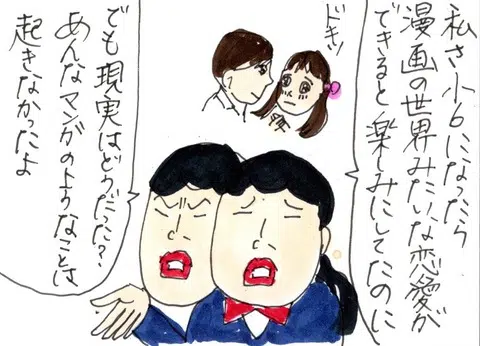 私さ小6になったら
漫画の世界みたいな恋愛が
できると楽しみにしてたのに
ドキッ
でも現実はどうだった?
あんなマンガのようなことは
起きなかったよ